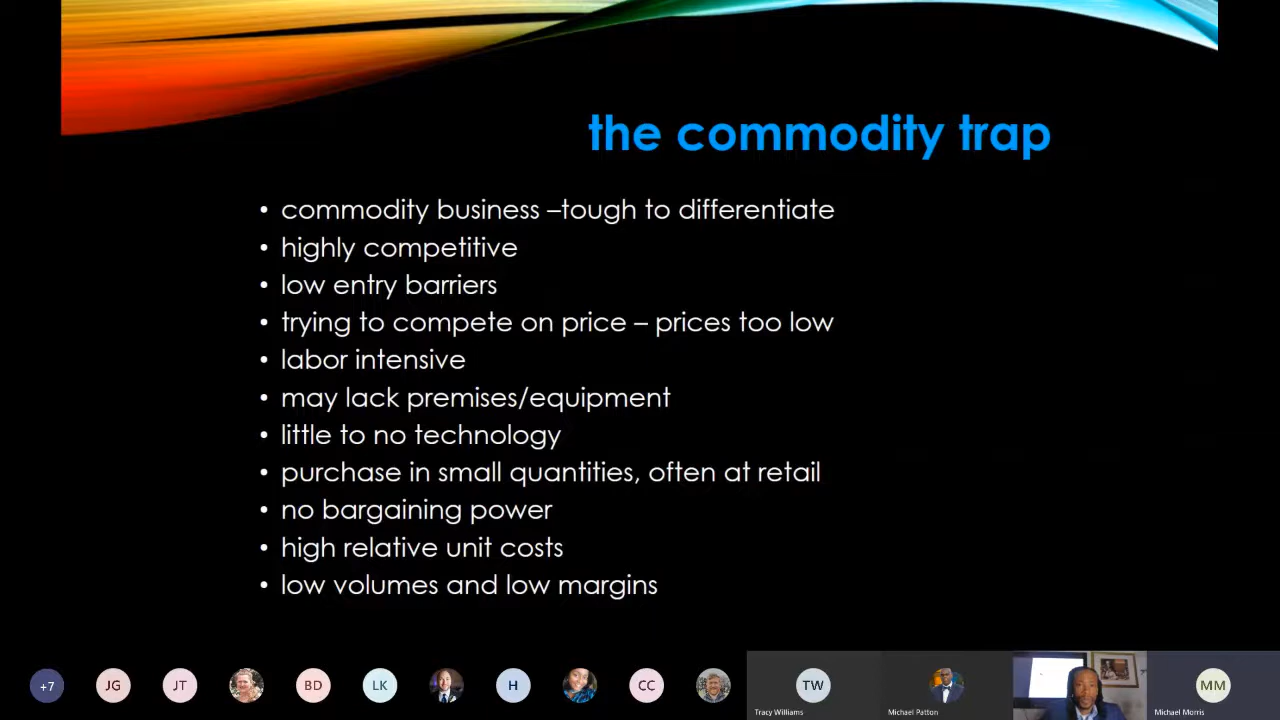 the commodity trap
• commodity business –tough to differentiate
• highly competitive
• low entry barriers
• trying to compete on price – prices too low
• labor intensive
• may lack premises/equipment
• little to no technology
• purchase in small quantities, often at retail
• no bargaining power
• high relative unit costs
• low volumes and low margins
+7
JG
JT
BD
LK
H
CC
TW
MM
Tracy Williams
Michael Patton
Michael Morris